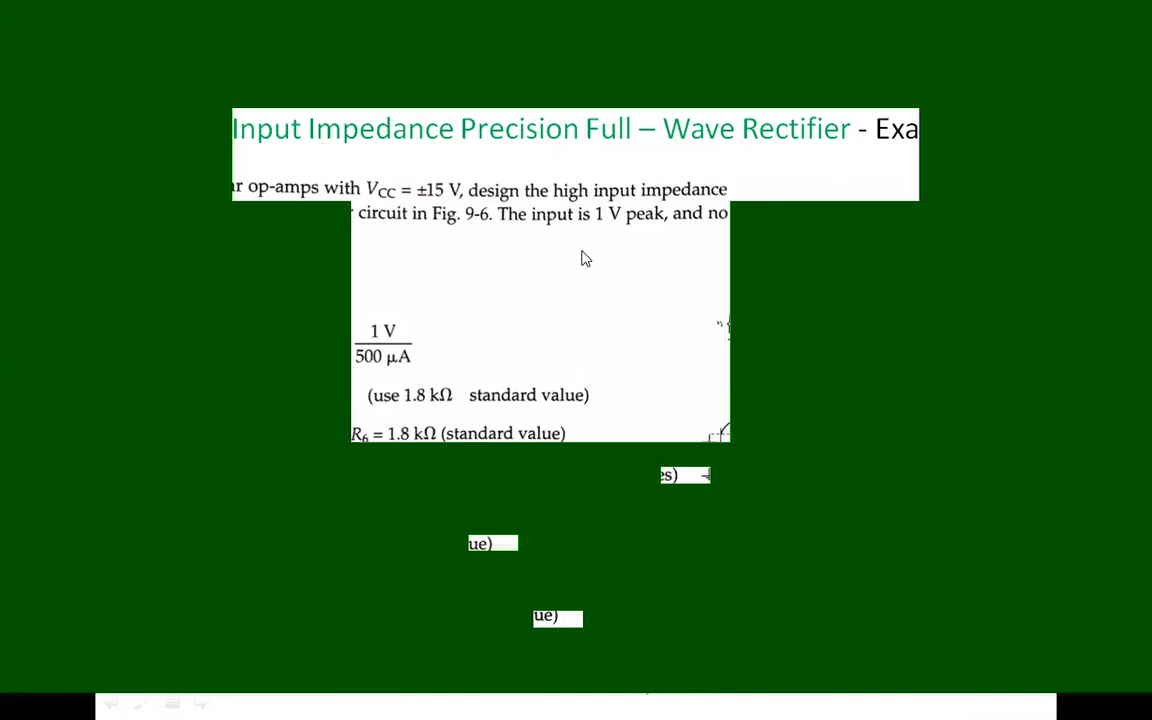 Input Impedance Precision Full – Wave Rectifier - Exa
op-amps with VCC = ±15 V, design the high input impedance
circuit in Fig. 9-6. The input is 1 V peak, and no
1 V
500 μA
(use 1.8 kΩ standard value)
R6 = 1.8 kΩ (standard value)
es)
ue)
ue)